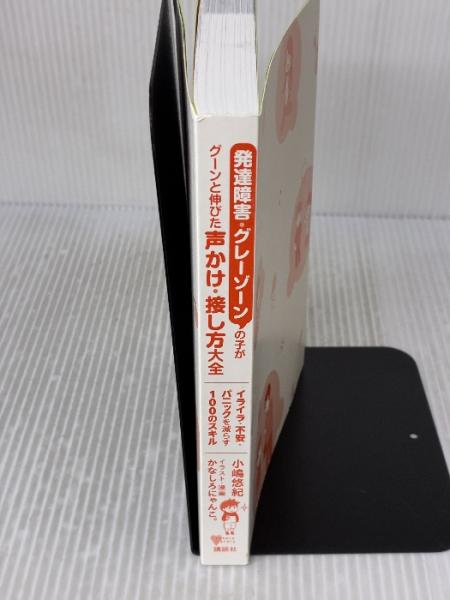 発達障害・グレーゾーンの子が
グーンと伸びた声かけ・接し方大全
イライラ・不安・
パニックを減らす
100のスキル
小嶋悠紀
イラスト・漫画
かなしろにゃんこ。
講談社